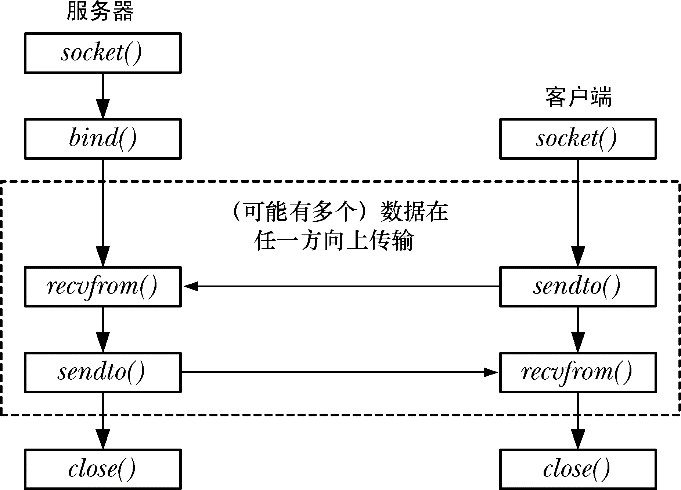 服务器
socket()
bind()
客户端
socket()
（可能有多个）数据在
任一方向上传输
recvfrom()
sendto()
sendto()
recvfrom()
close()
close()